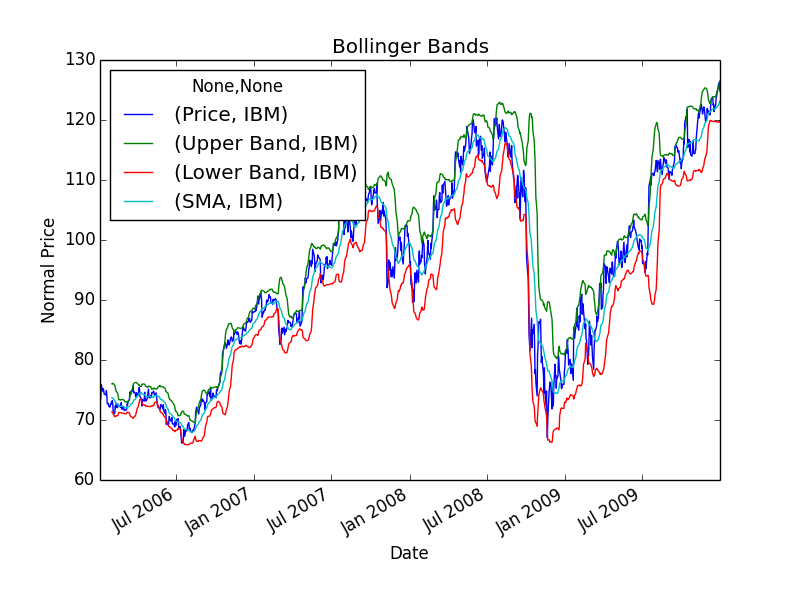 Bollinger Bands
130
120
110
100
90
80
70
60
Normal Price
None,None
(Price, IBM)
(Upper Band, IBM)
(Lower Band, IBM)
(SMA, IBM)
Jul 2006
Jan 2007
Jul 2007
Jan 2008
Jul 2008
Jan 2009
Jul 2009
Date